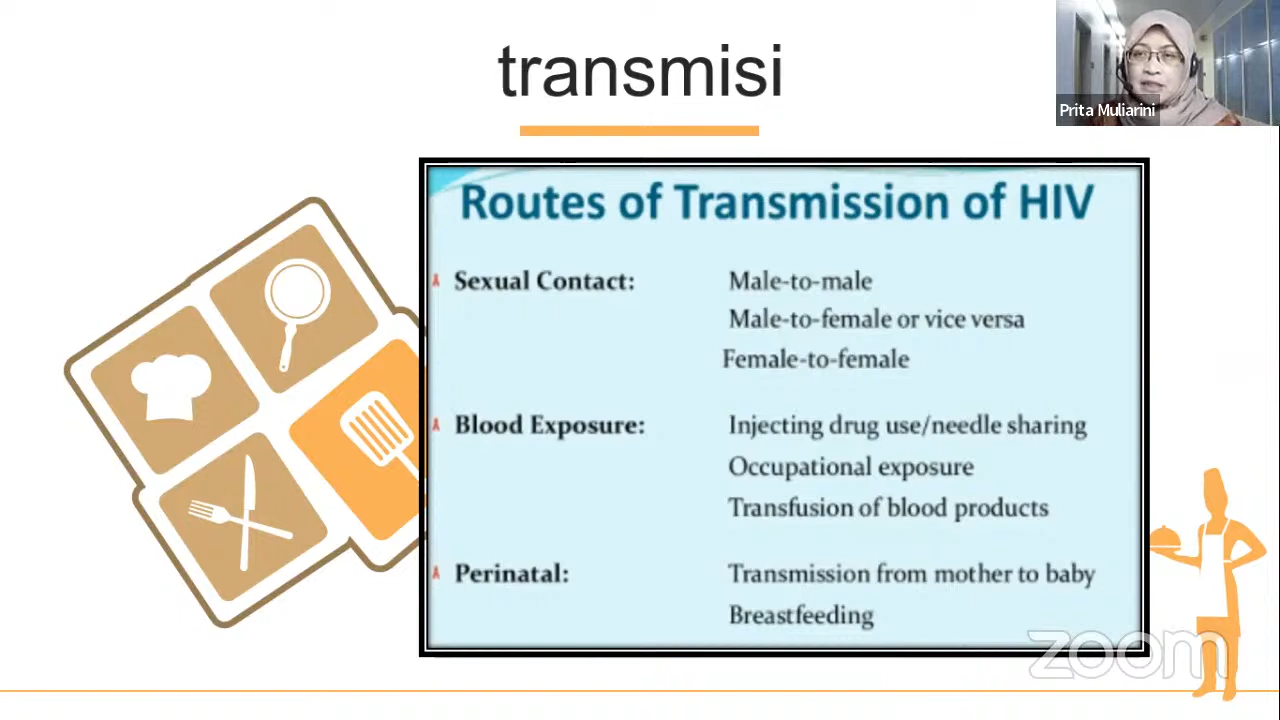 transmisi
Prita Muliarini
Routes of Transmission of HIV
Sexual Contact: Male-to-male
Male-to-female or vice versa
Female-to-female
Blood Exposure: Injecting drug use/needle sharing
Occupational exposure
Transfusion of blood products
Perinatal: Transmission from mother to baby
Breastfeeding
zoom